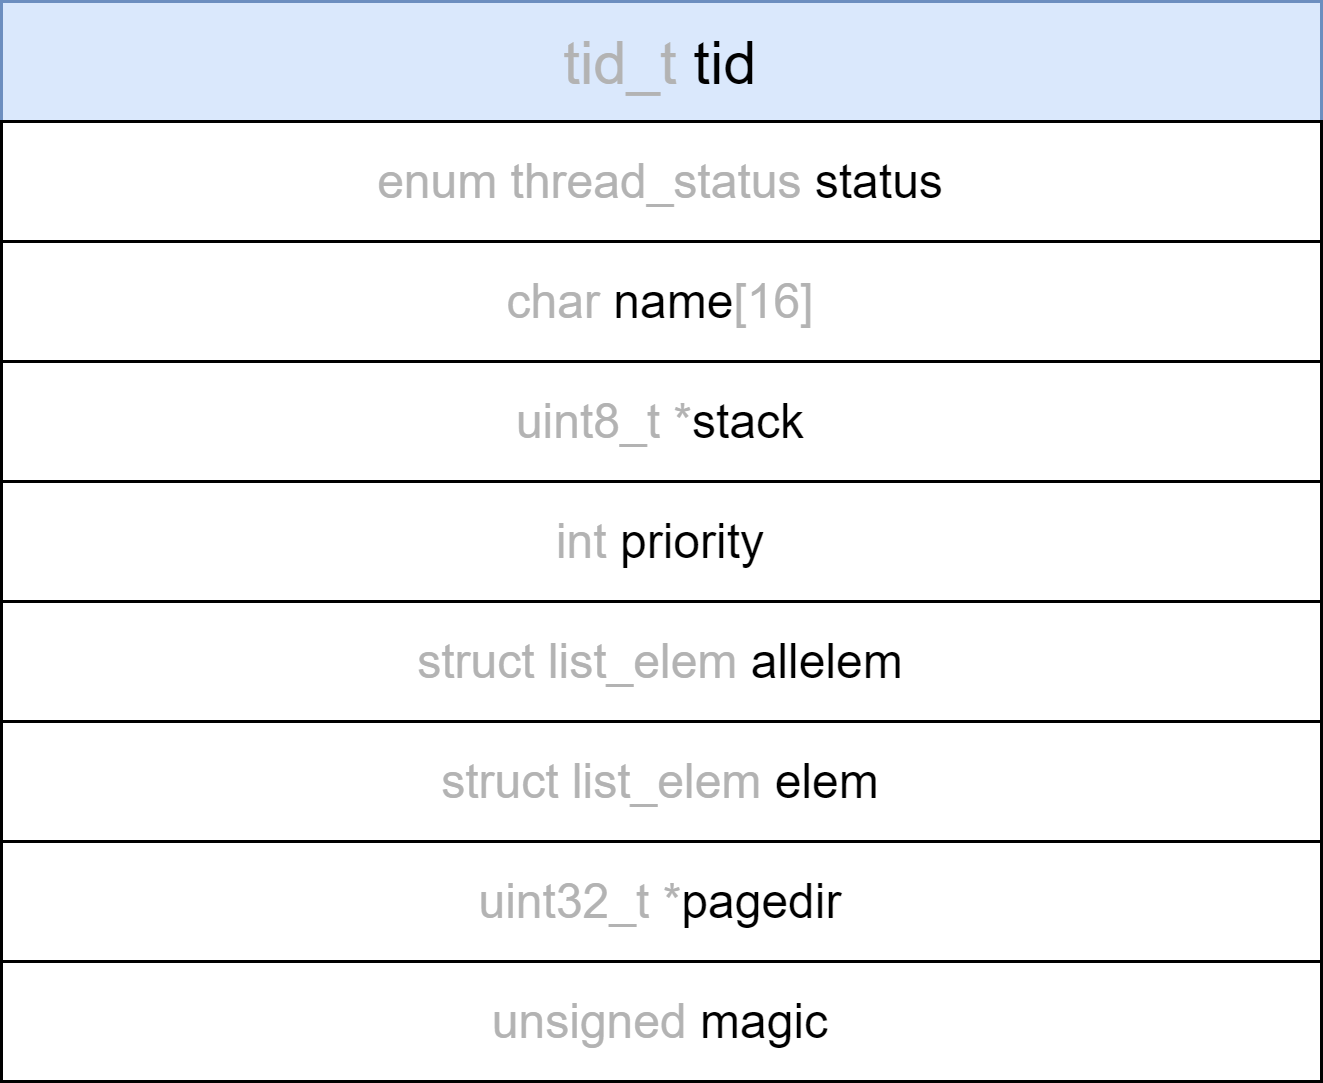 tid_t tid
enum thread_status status
char name[16]
uint8_t *stack
int priority
struct list_elem allelem
struct list_elem elem
uint32_t *pagedir
unsigned magic